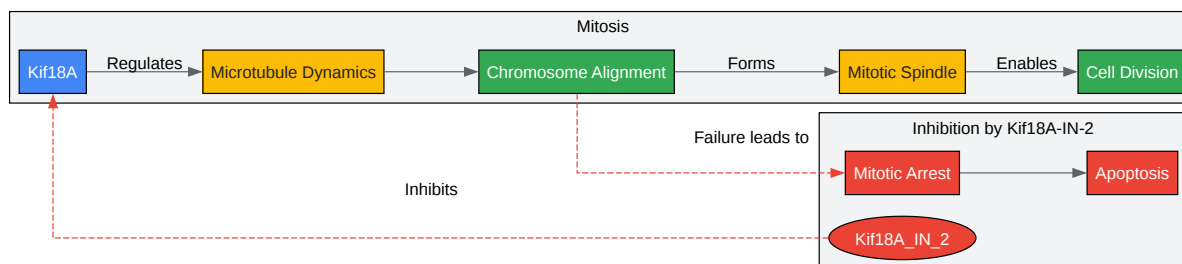 Mitosis
Kif18A
Regulates
Microtubule Dynamics
Chromosome Alignment
Forms
Mitotic Spindle
Enables
Cell Division
Failure leads to
Inhibition by Kif18A-IN-2
Mitotic Arrest
Apoptosis
Inhibits
Kif18A_IN_2